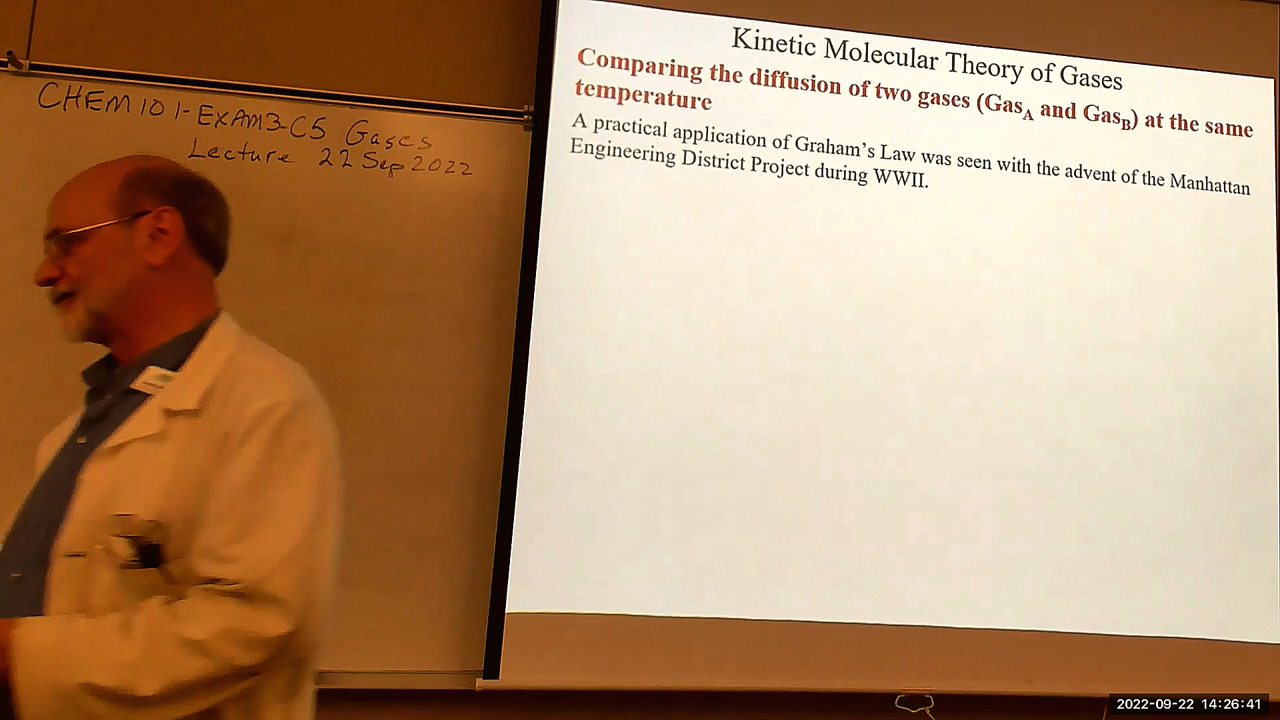 CHEM 101-EXAM3-C5 Gases
Lecture 22 Sep 2022
Kinetic Molecular Theory of Gases
Comparing the diffusion of two gases (GasA and GasB) at the same
temperature
A practical application of Graham's Law was seen with the advent of the Manhattan
Engineering District Project during WWII.
2022-09-22 14:26:41